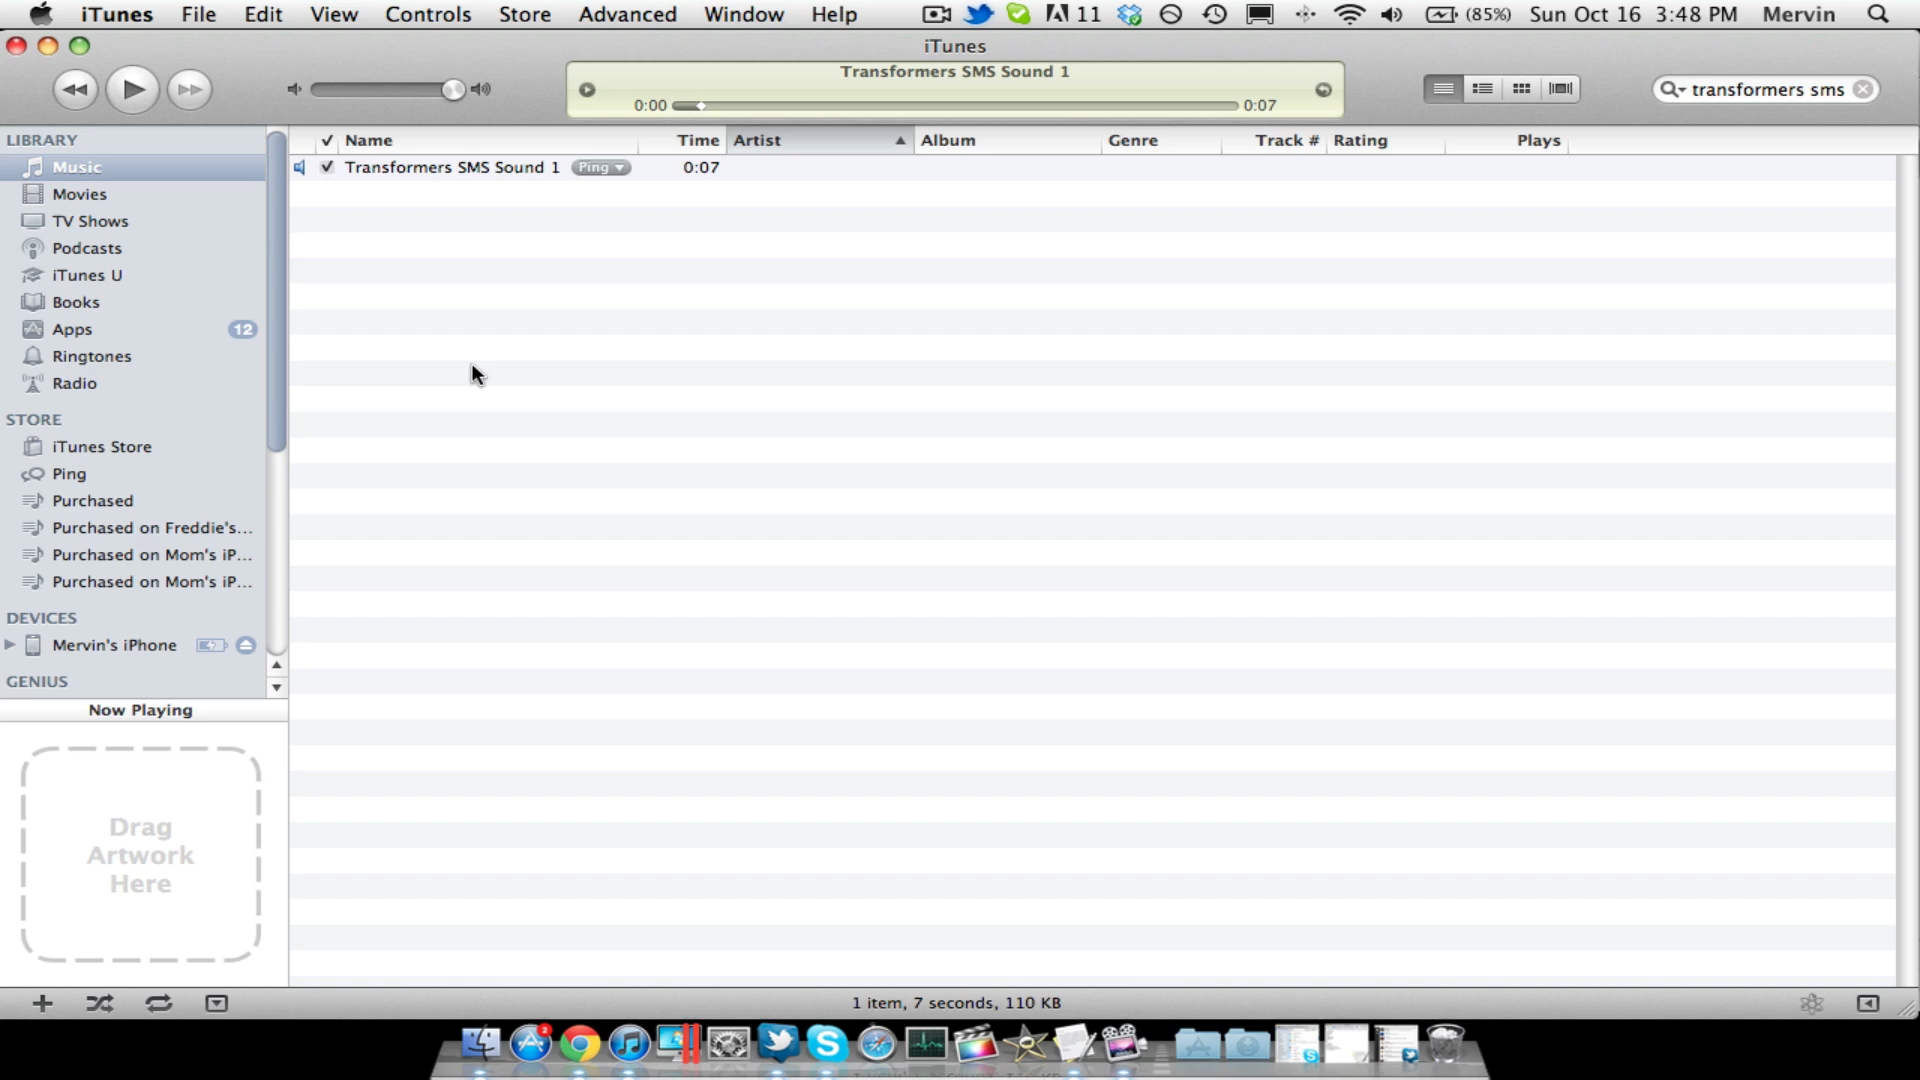 iTunes File Edit View Controls Store Advanced Window Help 11 (85%) Sun Oct 16 3:48 PM Mervin
iTunes
Transformers SMS Sound 1
0:00 0:07
transformers sms
LIBRARY
✓ Name Time Artist Album Genre Track # Rating Plays
Music
Transformers SMS Sound 1 Ping 0:07
Movies
TV Shows
Podcasts
iTunes U
Books
Apps 12
Ringtones
Radio
STORE
iTunes Store
Ping
Purchased
Purchased on Freddie's...
Purchased on Mom's iP...
Purchased on Mom's iP...
DEVICES
Mervin's iPhone
GENIUS
Now Playing
Drag
Artwork
Here
1 item, 7 seconds, 110 KB
2